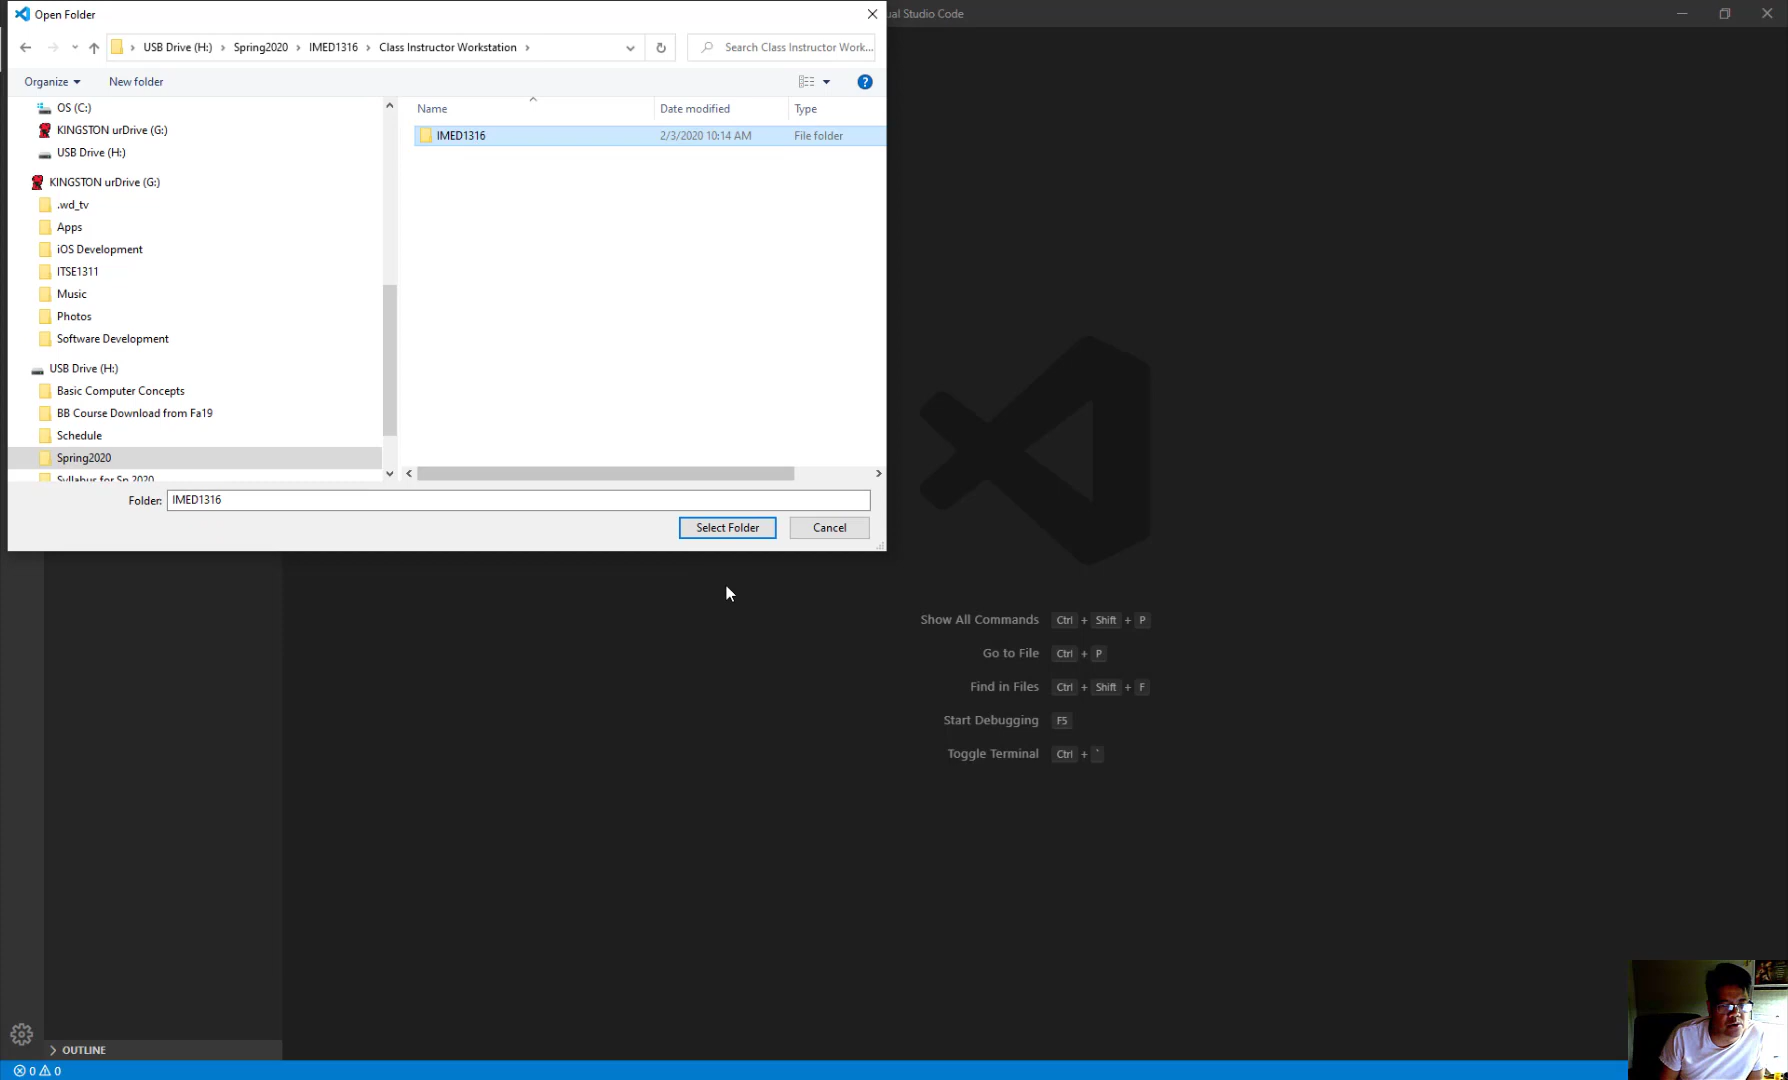 Open Folder
ual Studio Code
USB Drive (H:) > Spring2020 > IMED1316 > Class Instructor Workstation >
Search Class Instructor Work...
Organize
New folder
?
Name
Date modified
Type
OS (C:)
KINGSTON urDrive (G:)
USB Drive (H:)
KINGSTON urDrive (G:)
.wd_tv
Apps
iOS Development
ITSE1311
Music
Photos
Software Development
USB Drive (H:)
Basic Computer Concepts
BB Course Download from Fa19
Schedule
Spring2020
Syllabus for Sp 2020
IMED1316
2/3/2020 10:14 AM
File folder
Folder: IMED1316
Select Folder
Cancel
Show All Commands Ctrl + Shift + P
Go to File Ctrl + P
Find in Files Ctrl + Shift + F
Start Debugging F5
Toggle Terminal Ctrl + `
OUTLINE
0 0